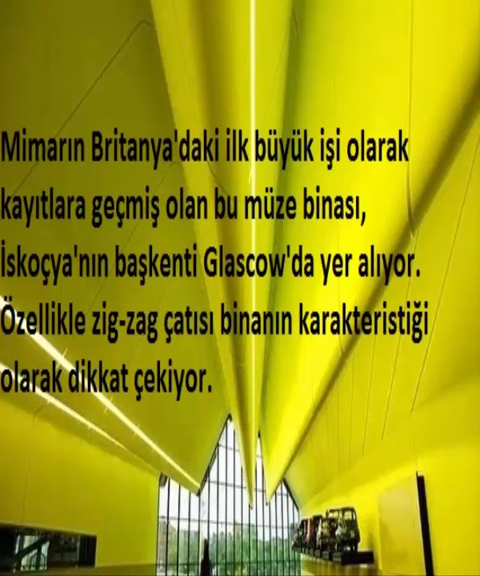 Mimarın Britanya'daki ilk büyük işi olarak
kayıtlara geçmiş olan bu müze binası,
İskoçya'nın başkenti Glascow'da yer alıyor.
Özellikle zig-zag çatısı binanın karakteristiği
olarak dikkat çekiyor.